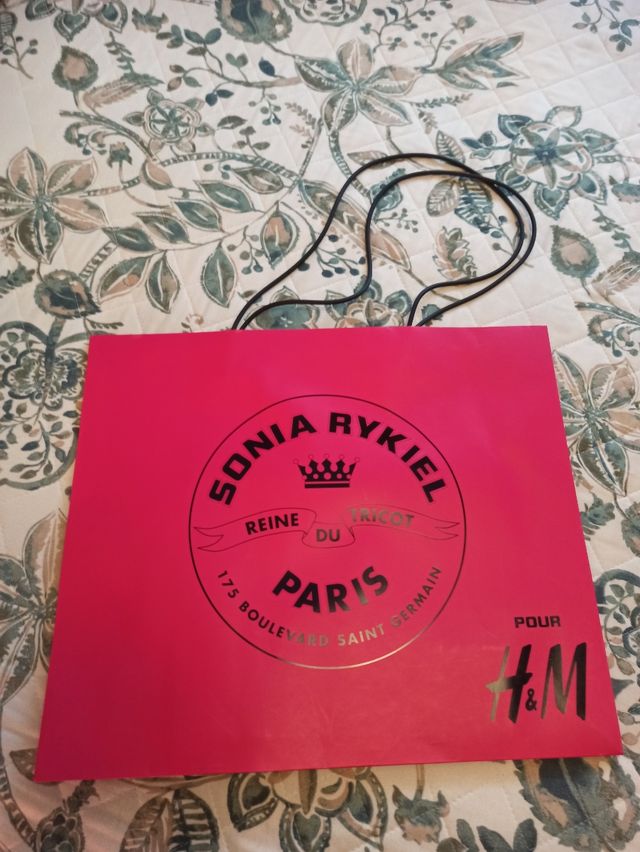 SONIA RYKIEL
REINE DU TRICOT
PARIS
175 BOULEVARD SAINT GERMAIN
POUR
H&M